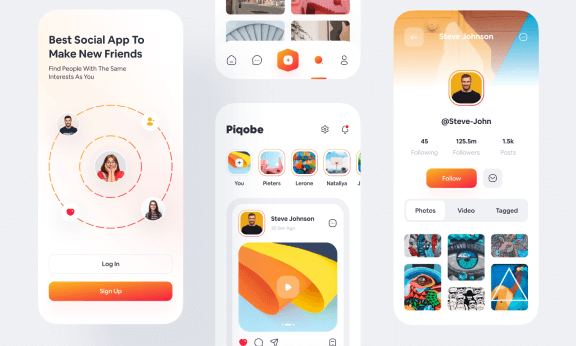 Best Social App To
Make New Friends
Find People With The Same
Interests As You
Log In
Sign Up
Piqobe
You
Pieters
Lerone
Nataliya
Steve Johnson
Steve Johnson
@Steve-John
45
125.5m
1.5k
Following
Followers
Posts
Follow
Photos
Video
Tagged